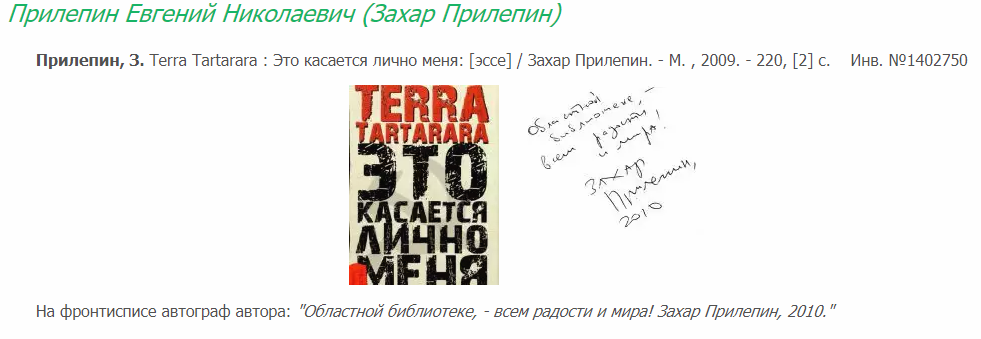 Прилепин Евгений Николаевич (Захар Прилепин)
Прилепин, З. Terra Tartarara : Это касается лично меня: [эссе] / Захар Прилепин. - М. , 2009. - 220, [2] с. Инв. №1402750
TERRA
TARTARARA
ЭТО
КАСАЕТСЯ
ЛИЧНО
МЕНЯ
Областной
библиотеке, -
всем радости
и мира!
Захар
Прилепин,
2010
На фронтисписе автограф автора: "Областной библиотеке, - всем радости и мира! Захар Прилепин, 2010."